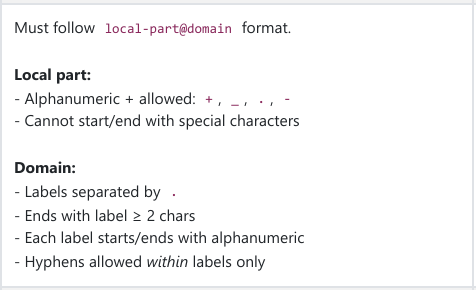 Must follow local-part@domain format.
Local part:
- Alphanumeric + allowed: +, _, ., -
- Cannot start/end with special characters
Domain:
- Labels separated by .
- Ends with label ≥ 2 chars
- Each label starts/ends with alphanumeric
- Hyphens allowed within labels only